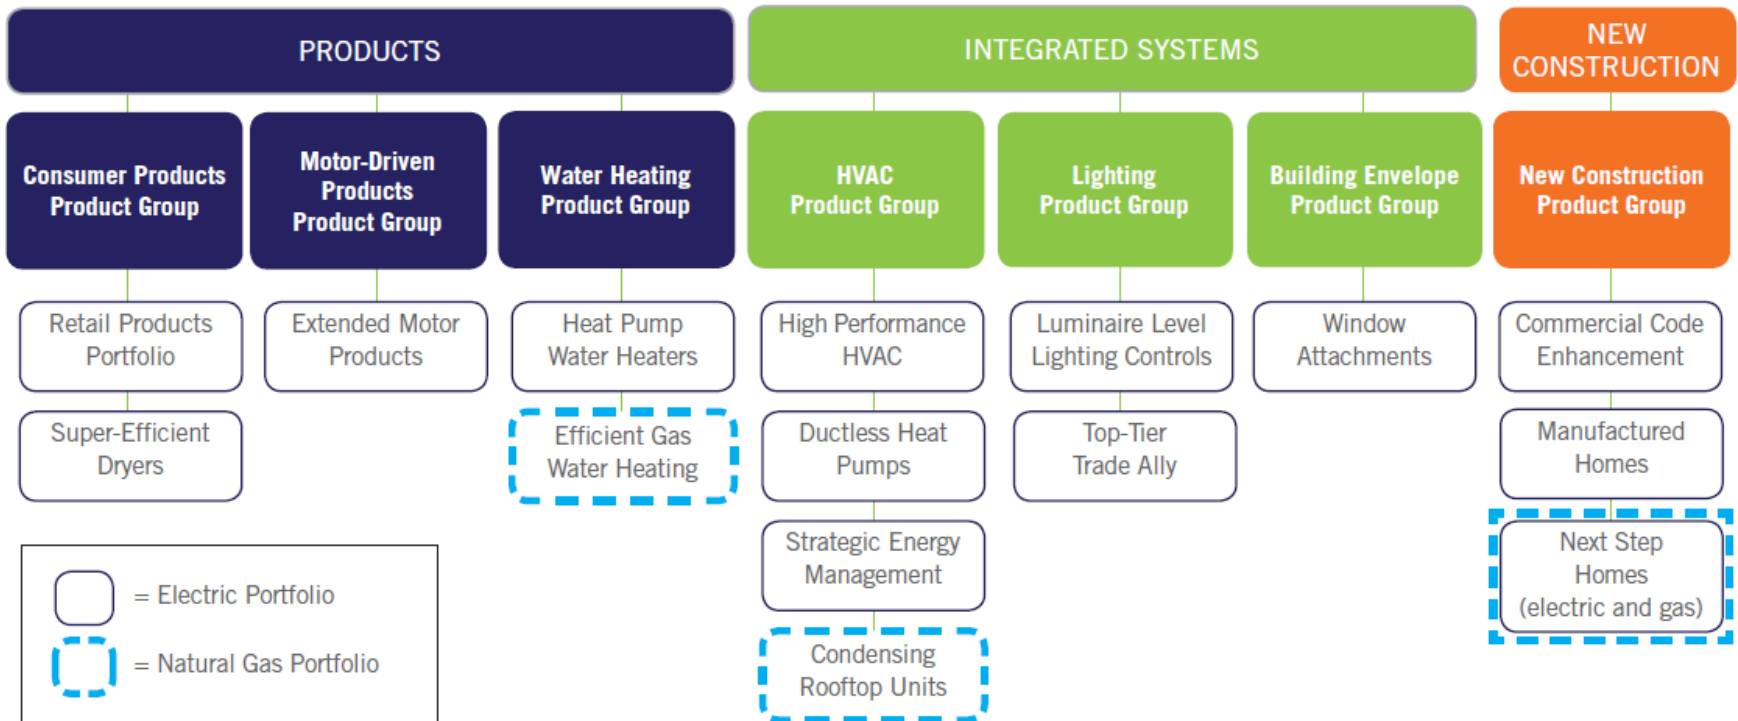 PRODUCTS
INTEGRATED SYSTEMS
NEW
CONSTRUCTION
Consumer Products
Product Group
Motor-Driven
Products
Product Group
Water Heating
Product Group
HVAC
Product Group
Lighting
Product Group
Building Envelope
Product Group
New Construction
Product Group
Retail Products
Portfolio
Extended Motor
Products
Heat Pump
Water Heaters
High Performance
HVAC
Luminaire Level
Lighting Controls
Window
Attachments
Commercial Code
Enhancement
Super-Efficient
Dryers
Efficient Gas
Water Heating
Ductless Heat
Pumps
Top-Tier
Trade Ally
Manufactured
Homes
Strategic Energy
Management
Next Step
Homes
(electric and gas)
Condensing
Rooftop Units
= Electric Portfolio
= Natural Gas Portfolio